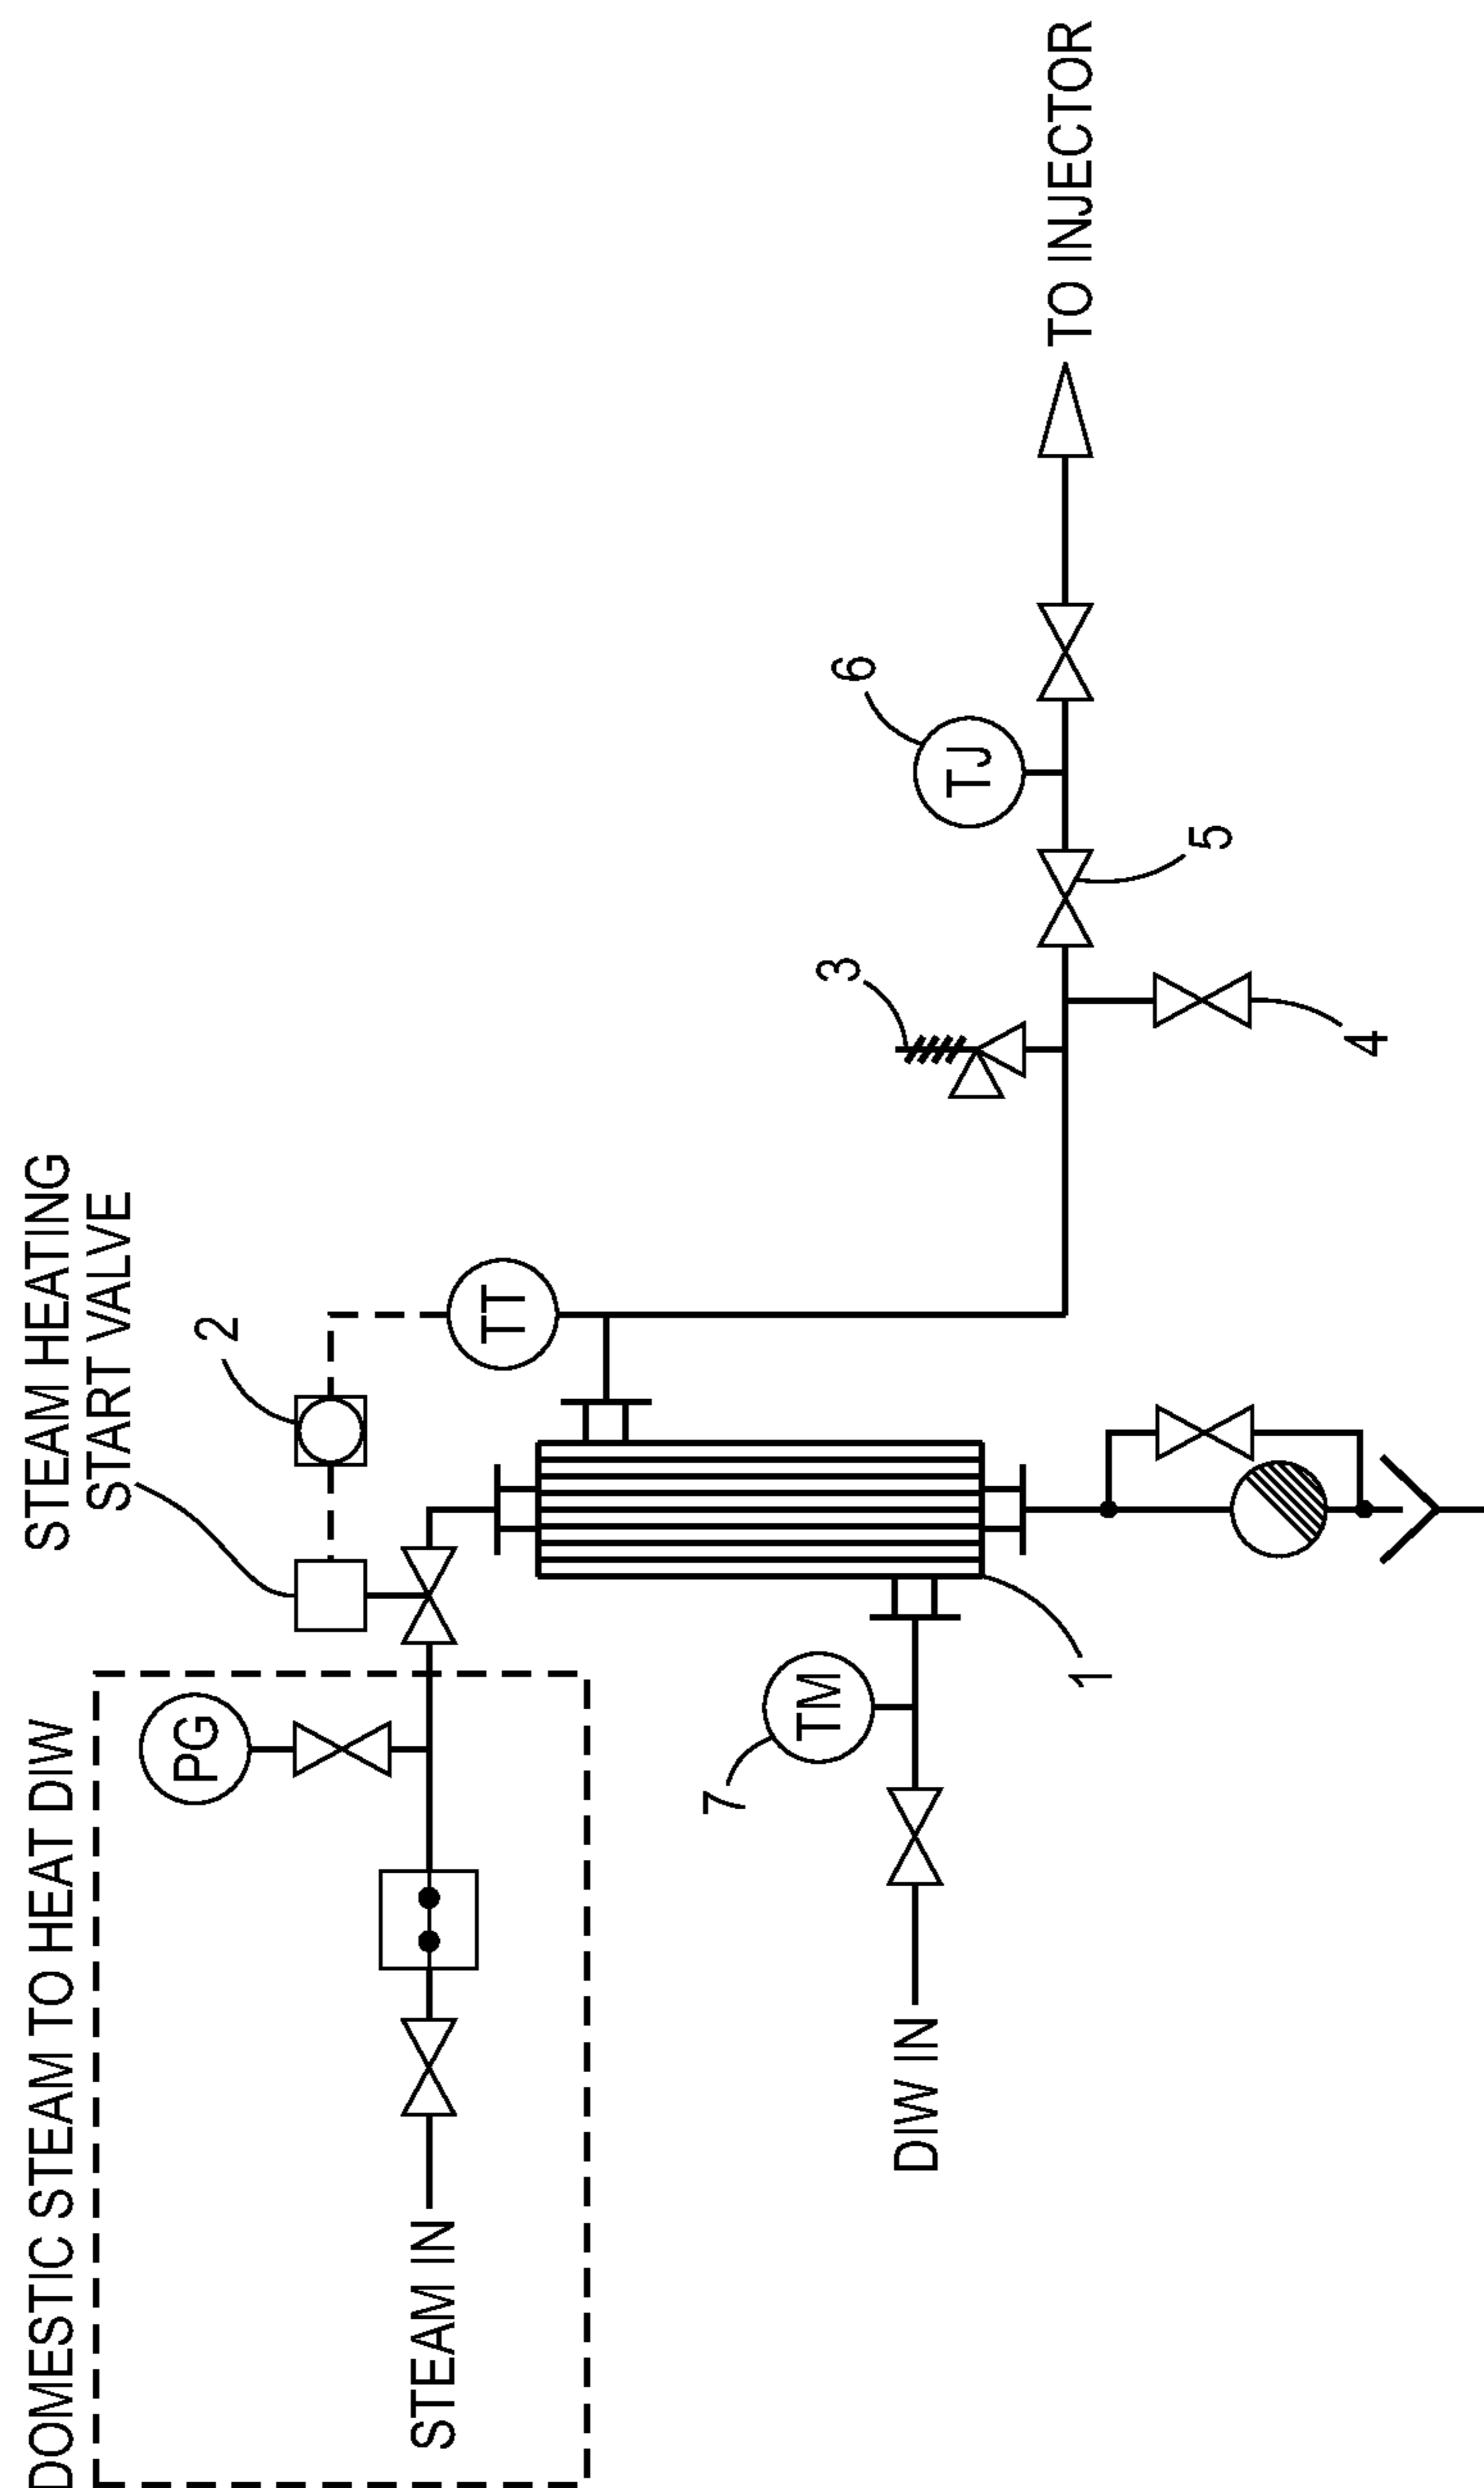 DOMESTIC STEAM TO HEAT DIW
STEAM HEATING
START VALVE
2
PG
STEAM IN
TT
7
TM
DIW IN
1
3
6
TJ
4
5
TO INJECTOR